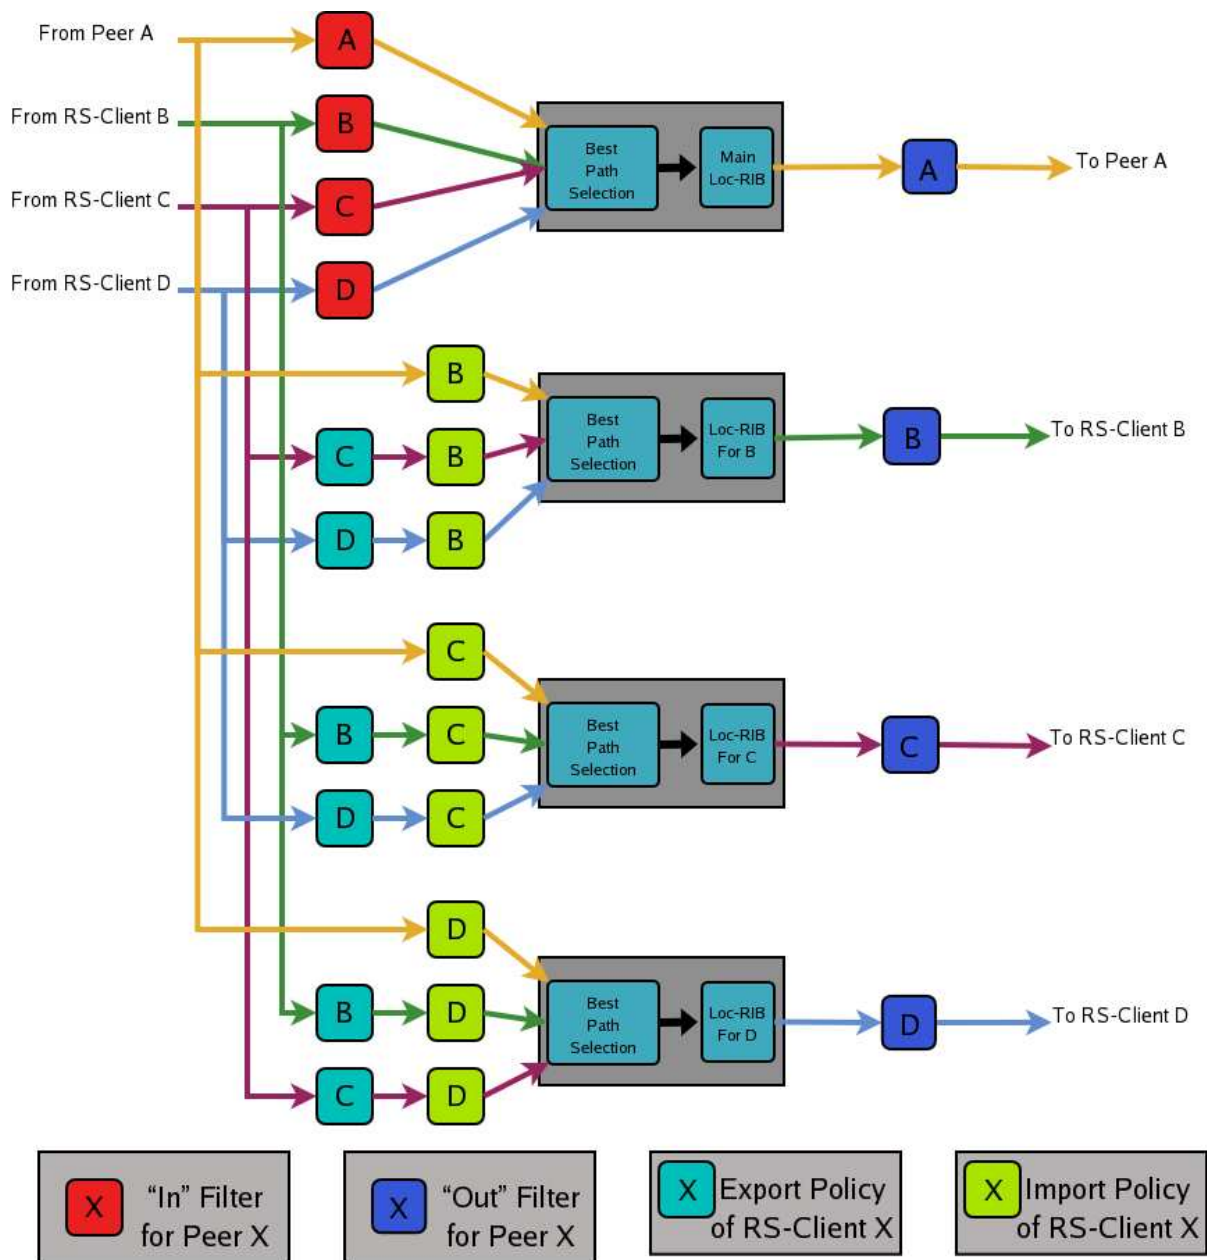 From Peer A
A
From RS-Client B
B
Best
Path
Selection
Main
Loc-RIB
A
To Peer A
From RS-Client C
C
From RS-Client D
D
B
Best
Path
Selection
Loc-RIB
For B
B
To RS-Client B
C
B
D
B
C
Best
Path
Selection
Loc-RIB
For C
C
To RS-Client C
B
C
D
C
D
Best
Path
Selection
Loc-RIB
For D
D
To RS-Client D
B
D
C
D
X
“In” Filter
for Peer X
X
“Out” Filter
for Peer X
X
Export Policy
of RS-Client X
X
Import Policy
of RS-Client X